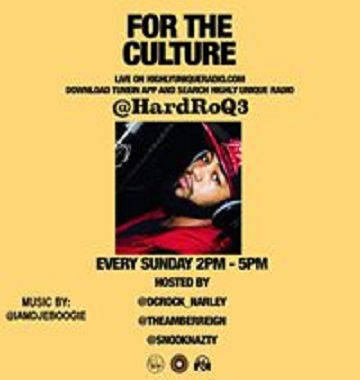 FOR THE
CULTURE
LIVE ON HIGHLYUNIQUERADIO.COM
DOWNLOAD TUNEIN APP AND SEARCH HIGHLY UNIQUE RADIO
@HardRoQ3
EVERY SUNDAY 2PM - 5PM
HOSTED BY
@DCROCK_NARLEY
@THEAMBERREIGN
@SNOOKNAZTY
MUSIC BY:
@IAMDJEBOOGIE